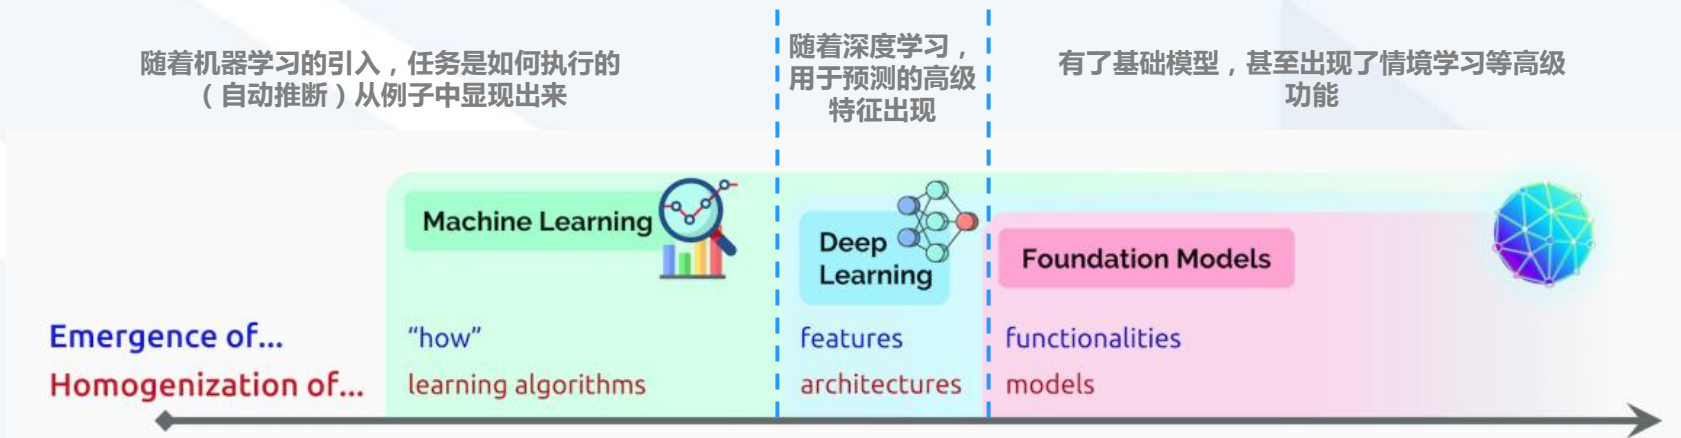 随着机器学习的引入，任务是如何执行的
（自动推断）从例子中显现出来
随着深度学习，
用于预测的高级
特征出现
有了基础模型，甚至出现了情境学习等高级
功能
Machine Learning
Deep
Learning
Foundation Models
Emergence of...
“how”
features
functionalities
Homogenization of...
learning algorithms
architectures
models